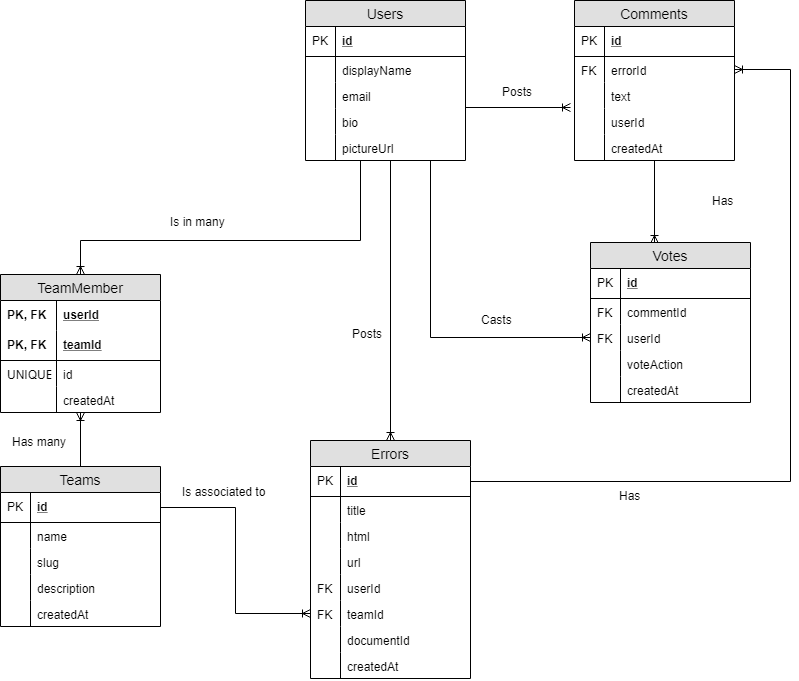 Users
PK id
displayName
email
bio
pictureUrl
Posts
Comments
PK id
FK errorId
text
userId
createdAt
Is in many
Has
TeamMember
PK, FK userId
PK, FK teamId
UNIQUE id
createdAt
Posts
Casts
Votes
PK id
FK commentId
FK userId
voteAction
createdAt
Has many
Teams
PK id
name
slug
description
createdAt
Is associated to
Errors
PK id
title
html
url
FK userId
FK teamId
documentId
createdAt
Has